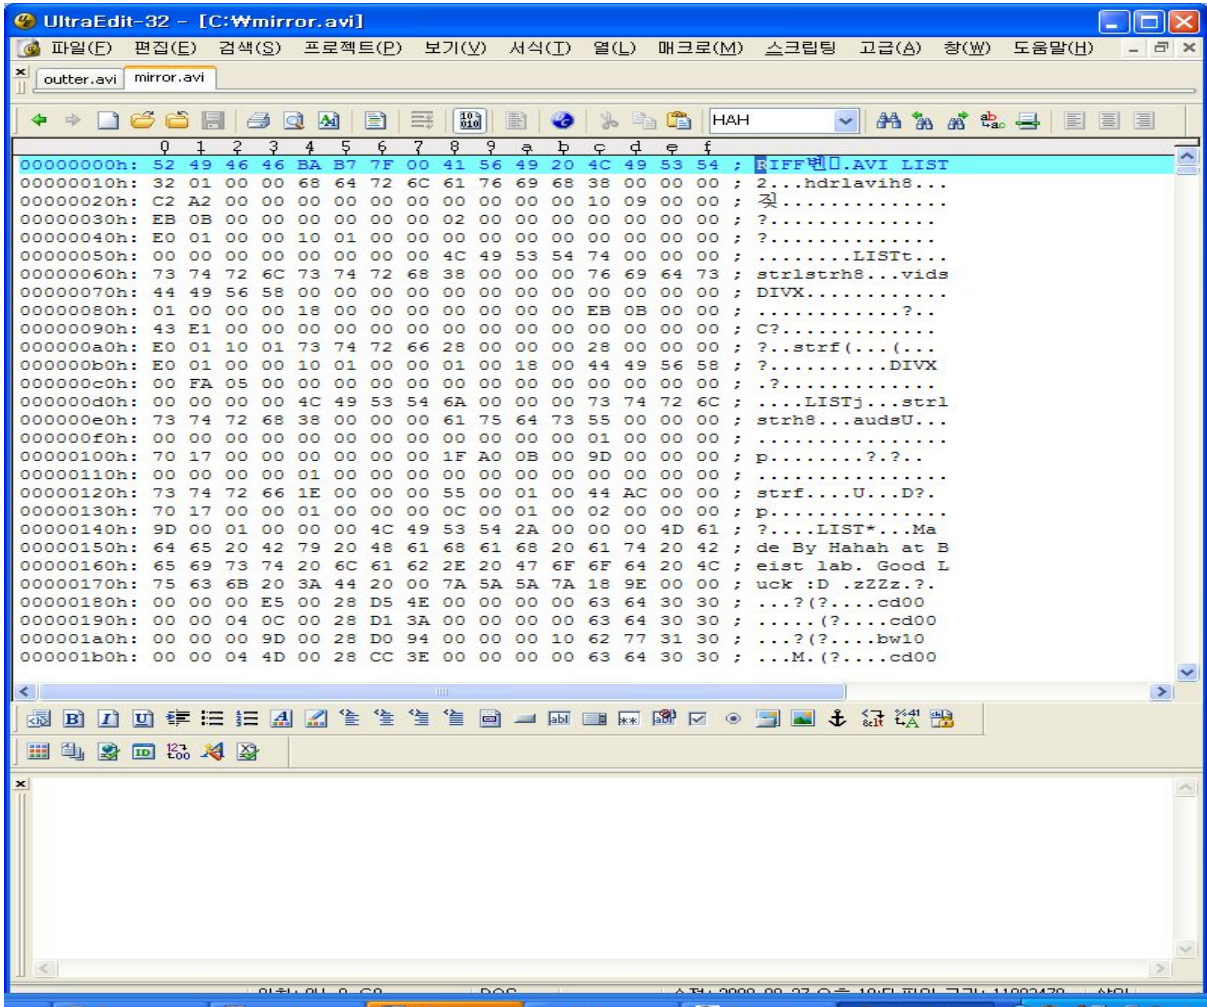 UltraEdit-32 - [C:₩mirror.avi]
파일(F) 편집(E) 검색(S) 프로젝트(P) 보기(V) 서식(T) 열(L) 매크로(M) 스크립팅 고급(A) 창(W) 도움말(H)
outter.avi mirror.avi
HAH
0 1 2 3 4 5 6 7 8 9 a b c d e f
00000000h: 52 49 46 46 BA B7 7F 00 41 56 49 20 4C 49 53 54 ; RIFF벧.AVI LIST
00000010h: 32 01 00 00 68 64 72 6C 61 76 69 68 38 00 00 00 ; 2...hdrlavih8...
00000020h: C2 A2 00 00 00 00 00 00 00 00 00 00 10 09 00 00 ; 짖..............
00000030h: EB 0B 00 00 00 00 00 00 02 00 00 00 00 00 00 00 ; ?..............
00000040h: E0 01 00 00 10 01 00 00 00 00 00 00 00 00 00 00 ; ?..............
00000050h: 00 00 00 00 00 00 00 00 4C 49 53 54 74 00 00 00 ; ........LISTt...
00000060h: 73 74 72 6C 73 74 72 68 38 00 00 00 76 69 64 73 ; strlstrh8...vids
00000070h: 44 49 56 58 00 00 00 00 00 00 00 00 00 00 00 00 ; DIVX............
00000080h: 01 00 00 00 18 00 00 00 00 00 00 00 EB 0B 00 00 ; ............?..
00000090h: 43 E1 00 00 00 00 00 00 00 00 00 00 00 00 00 00 ; C?.............
000000a0h: E0 01 10 01 73 74 72 66 28 00 00 00 28 00 00 00 ; ?..strf(...(...
000000b0h: E0 01 00 00 10 01 00 00 01 00 18 00 44 49 56 58 ; ?..........DIVX
000000c0h: 00 FA 05 00 00 00 00 00 00 00 00 00 00 00 00 00 ; .?.............
000000d0h: 00 00 00 00 4C 49 53 54 6A 00 00 00 73 74 72 6C ; ....LISTj...strl
000000e0h: 73 74 72 68 38 00 00 00 61 75 64 73 55 00 00 00 ; strh8...audsU...
000000f0h: 00 00 00 00 00 00 00 00 00 00 00 00 01 00 00 00 ; ................
00000100h: 70 17 00 00 00 00 00 00 1F A0 0B 00 9D 00 00 00 ; p........?.?..
00000110h: 00 00 00 00 01 00 00 00 00 00 00 00 00 00 00 00 ; ................
00000120h: 73 74 72 66 1E 00 00 00 55 00 01 00 44 AC 00 00 ; strf....U...D?.
00000130h: 70 17 00 00 01 00 00 00 0C 00 01 00 02 00 00 00 ; p...............
00000140h: 9D 00 01 00 00 00 4C 49 53 54 2A 00 00 00 4D 61 ; ?....LIST*...Ma
00000150h: 64 65 20 42 79 20 48 61 68 61 68 20 61 74 20 42 ; de By Hahah at B
00000160h: 65 69 73 74 20 6C 61 62 2E 20 47 6F 6F 64 20 4C ; eist lab. Good L
00000170h: 75 63 6B 20 3A 44 20 00 7A 5A 5A 7A 18 9E 00 00 ; uck :D .zZZz.?.
00000180h: 00 00 00 E5 00 28 D5 4E 00 00 00 00 63 64 30 30 ; ...?(?....cd00
00000190h: 00 00 04 0C 00 28 D1 3A 00 00 00 00 63 64 30 30 ; .....(?....cd00
000001a0h: 00 00 00 9D 00 28 D0 94 00 00 00 10 62 77 31 30 ; ...?(?....bw10
000001b0h: 00 00 04 4D 00 28 CC 3E 00 00 00 00 63 64 30 30 ; ...M.(?....cd00